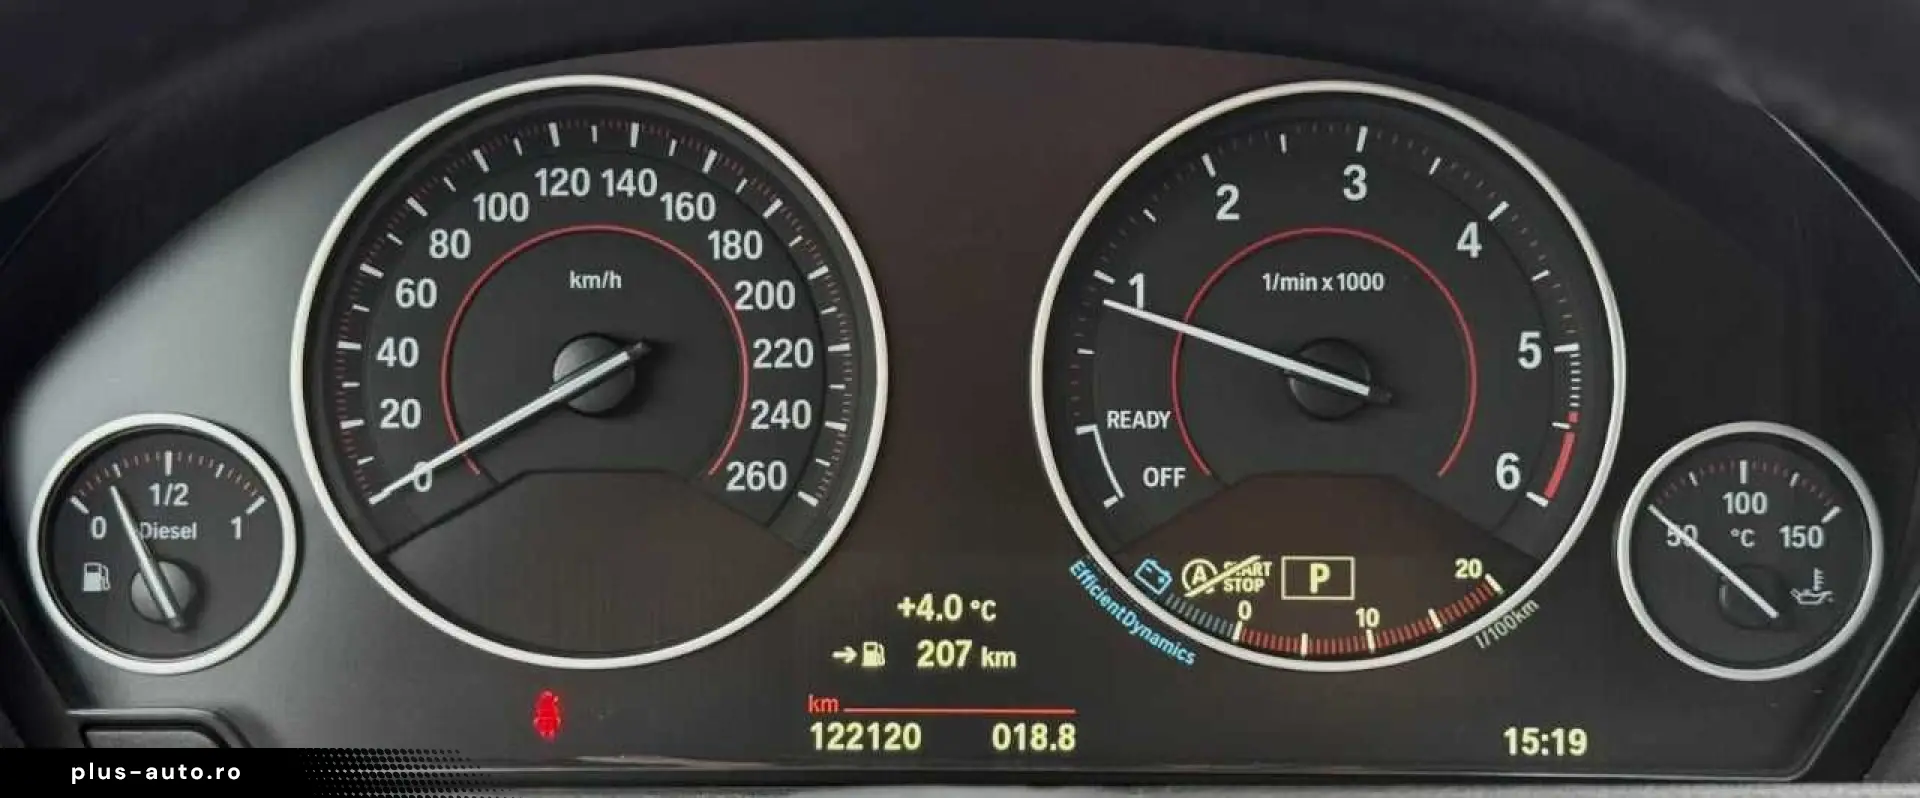 0
20
40
60
80
100
120
140
160
180
200
220
240
260
km/h
0
1/2
1
Diesel
OFF
READY
1
2
3
4
5
6
1/min x 1000
50
100
150
°C
START
STOP
A
P
0
10
20
l/100km
EfficientDynamics
+4.0 °C
207 km
km
122120 018.8
15:19
plus-auto.ro